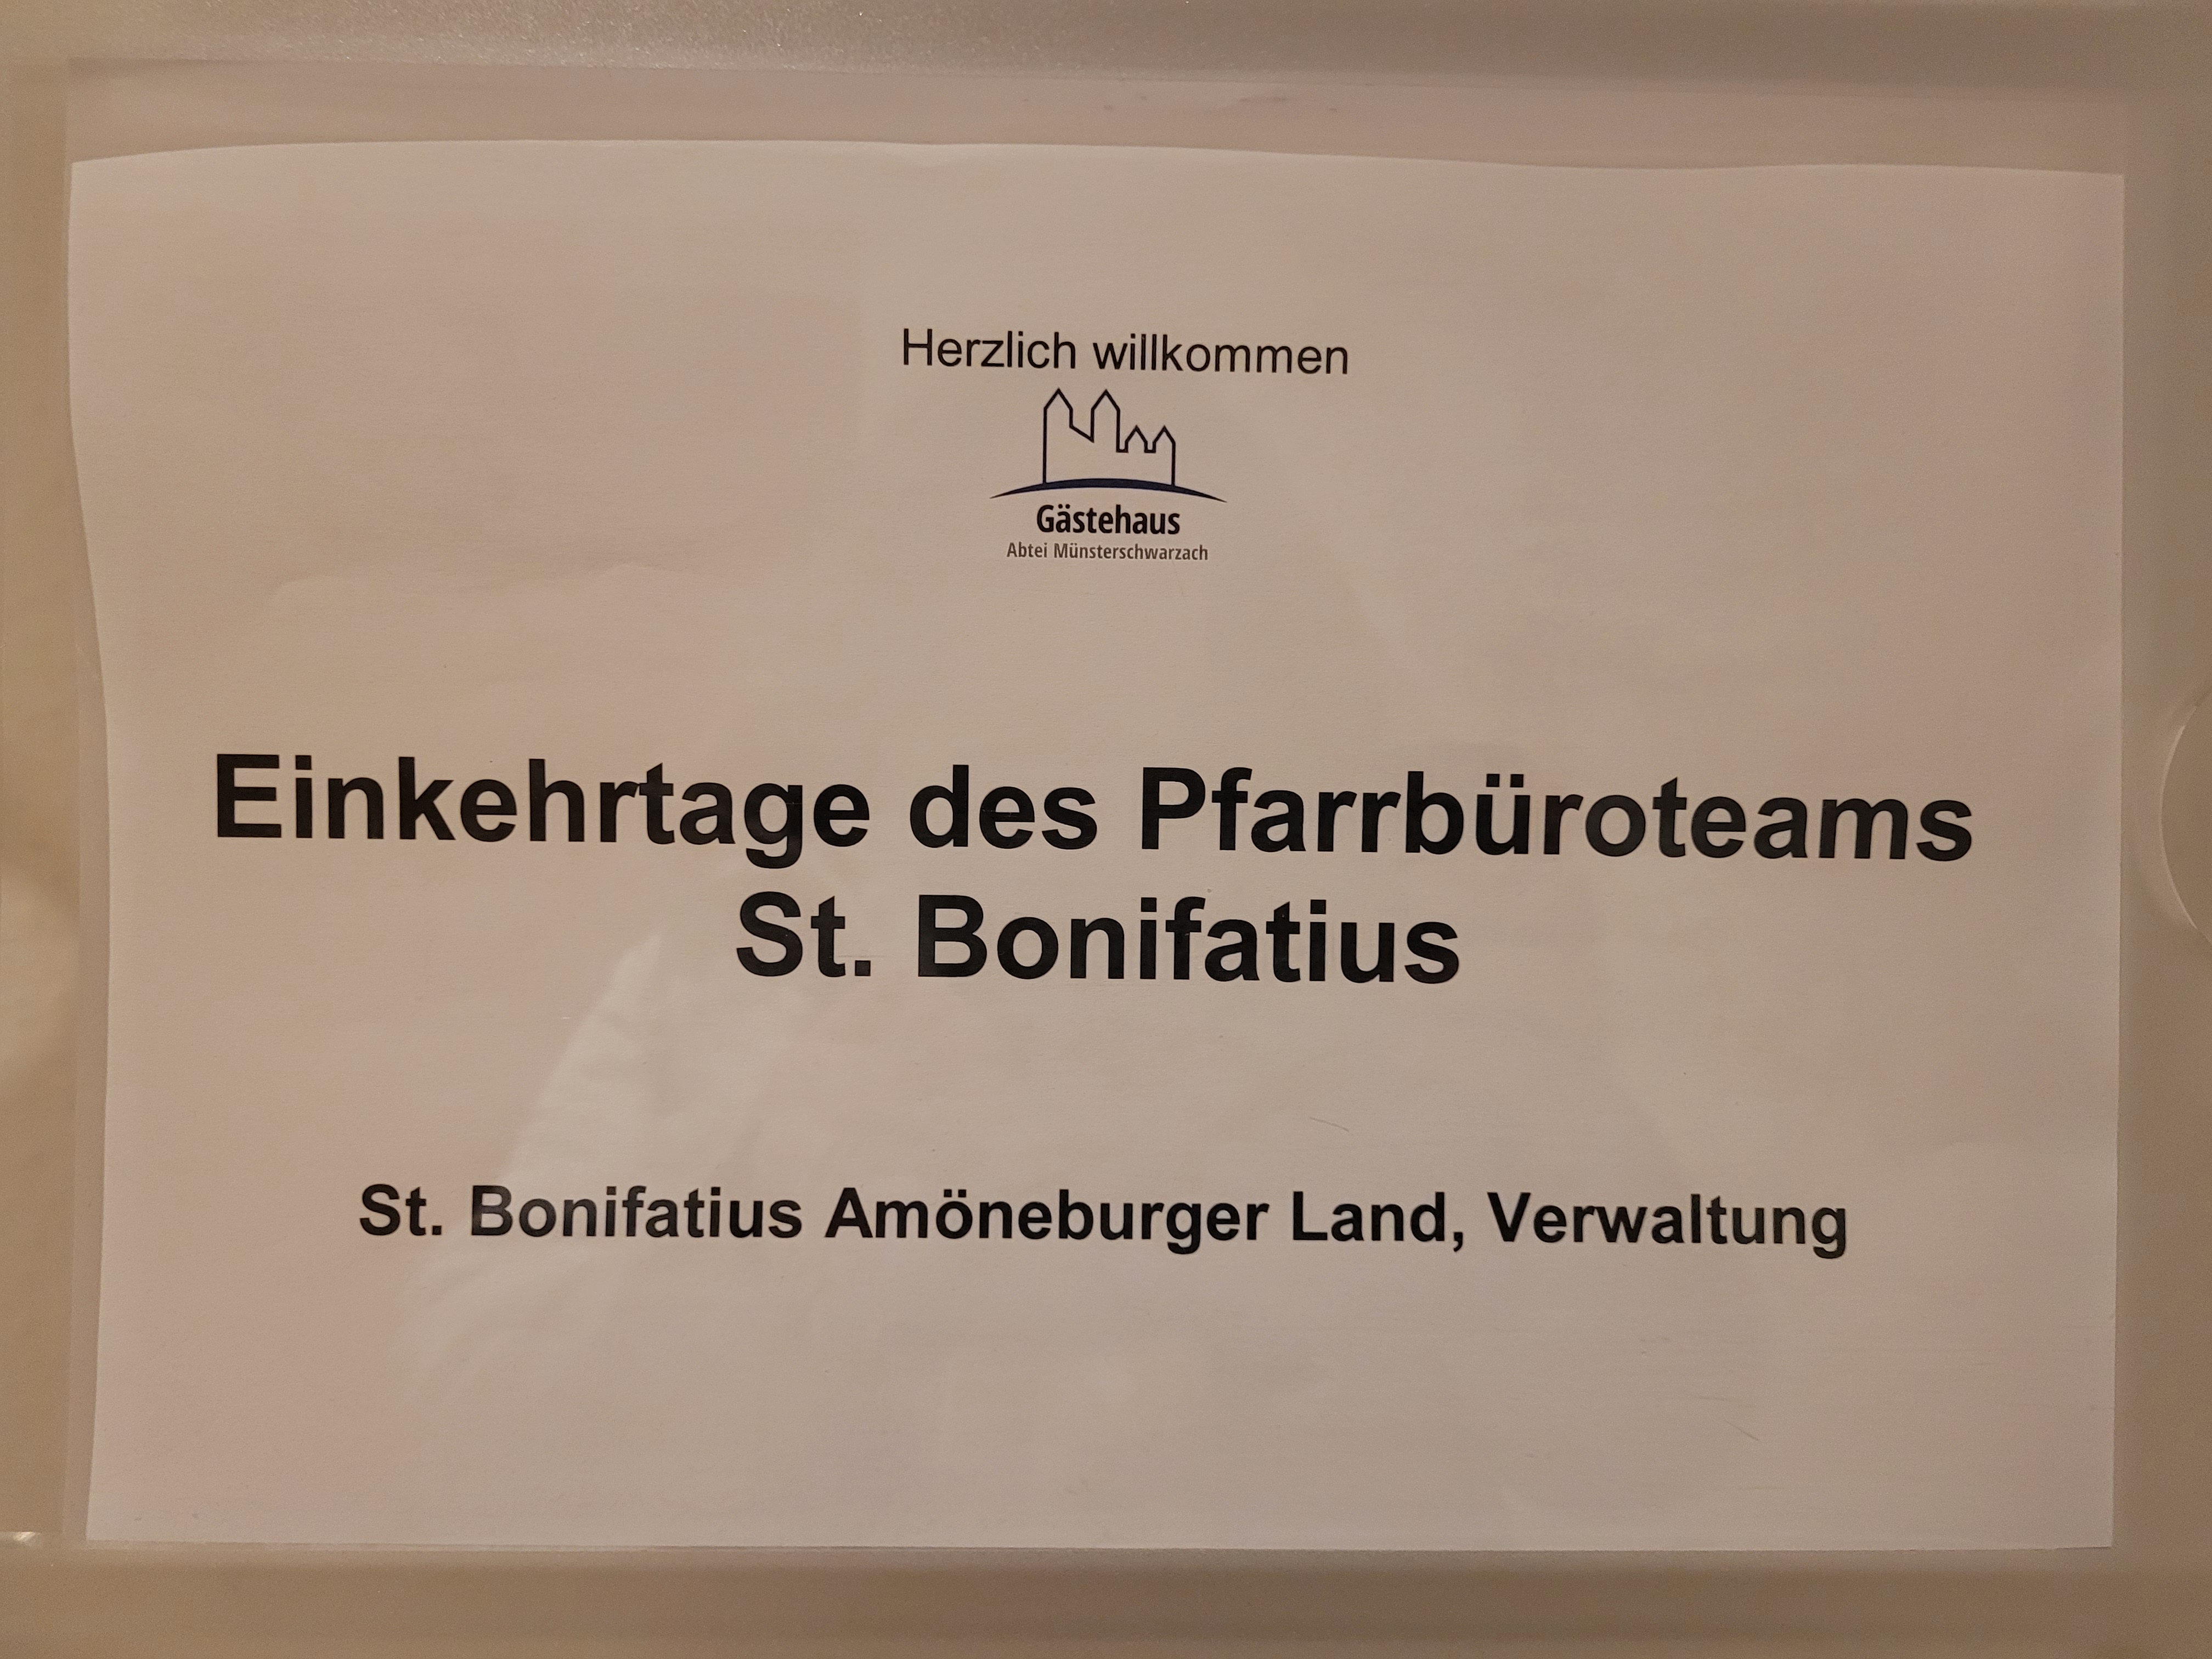 Herzlich willkommen
Gästehaus
Abtei Münsterschwarzach
Einkehrtage des Pfarrbüroteams
St. Bonifatius
St. Bonifatius Amöneburger Land, Verwaltung